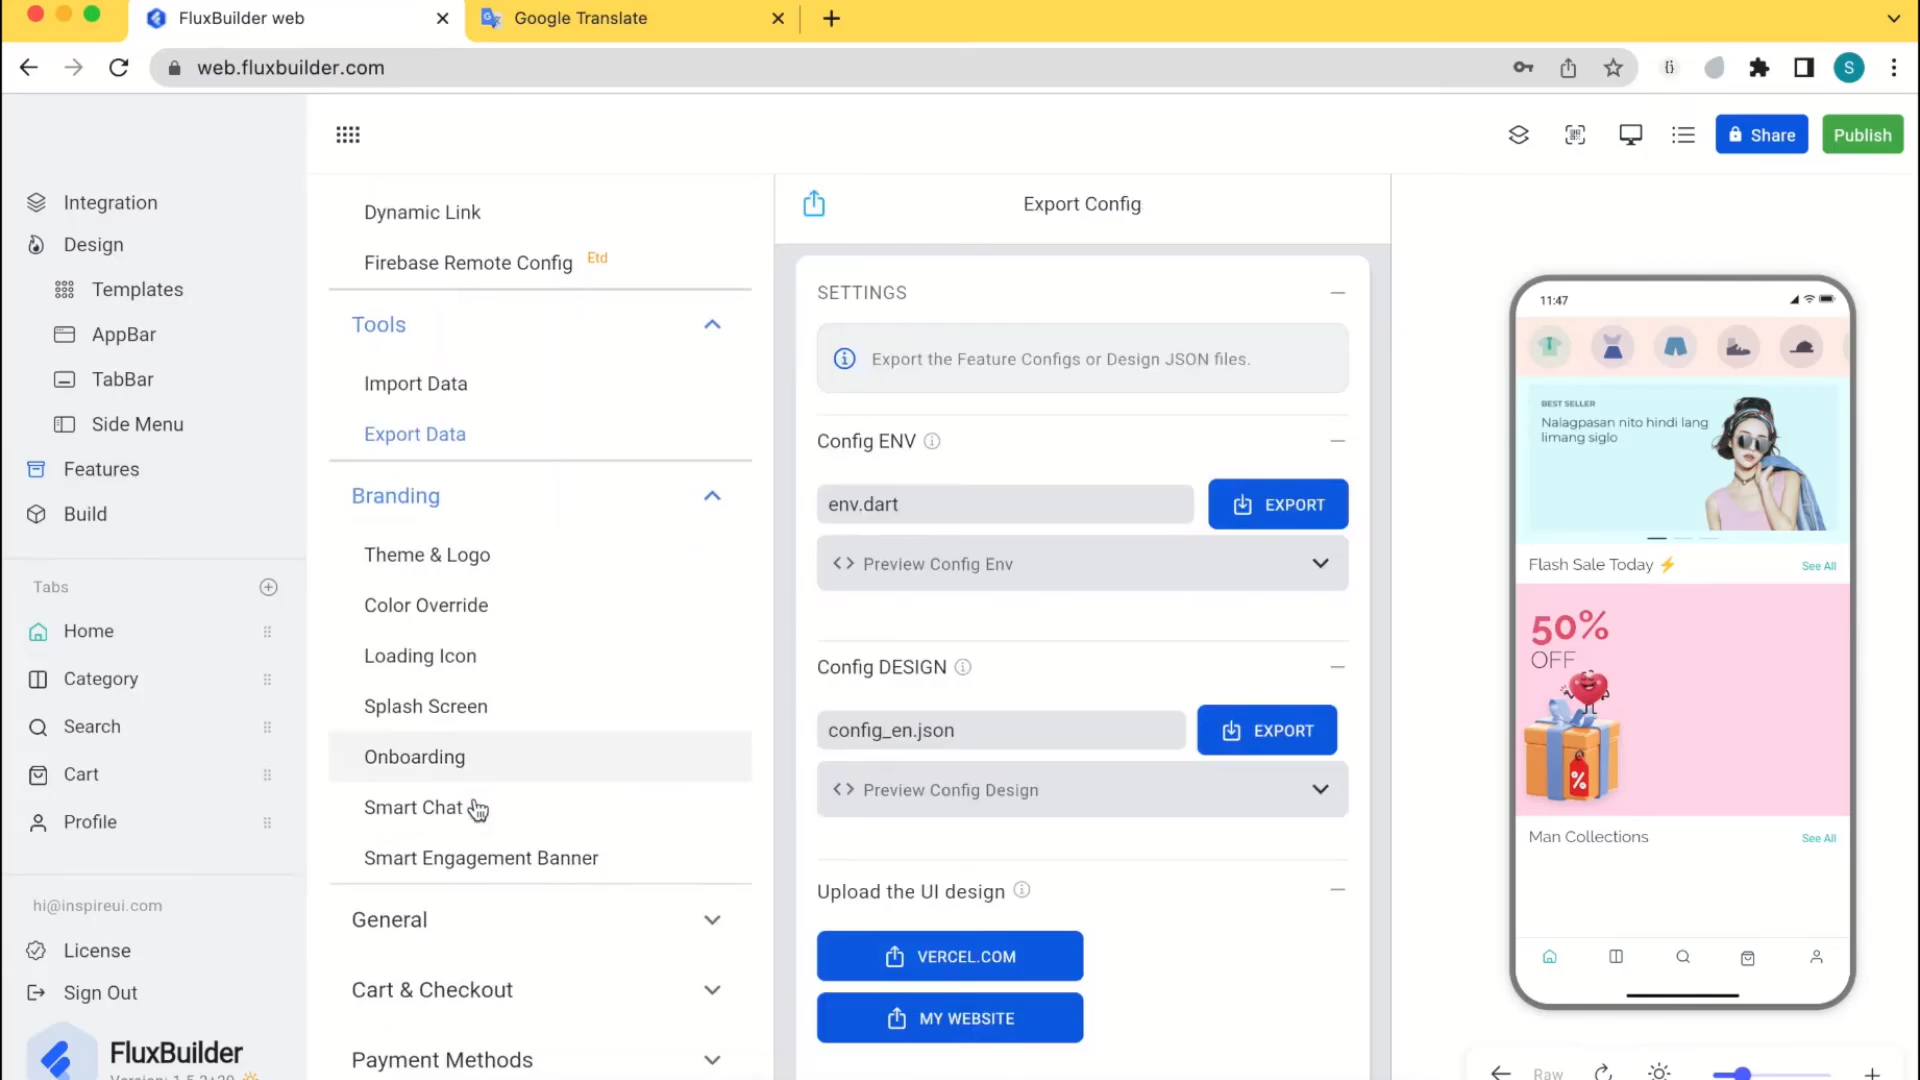 FluxBuilder web
Google Translate
web.fluxbuilder.com
S
Share
Publish
Integration
Design
Templates
AppBar
TabBar
Side Menu
Features
Build
Tabs
Home
Category
Search
Cart
Profile
hi@inspireui.com
License
Sign Out
FluxBuilder
Dynamic Link
Firebase Remote Config Etd
Tools
Import Data
Export Data
Branding
Theme & Logo
Color Override
Loading Icon
Splash Screen
Onboarding
Smart Chat
Smart Engagement Banner
General
Cart & Checkout
Payment Methods
Export Config
SETTINGS
Export the Feature Configs or Design JSON files.
Config ENV
env.dart
EXPORT
<> Preview Config Env
Config DESIGN
config_en.json
EXPORT
<> Preview Config Design
Upload the UI design
VERCEL.COM
MY WEBSITE
11:47
BEST SELLER
Nalagpasan nito hindi lang
limang siglo
Flash Sale Today ⚡
See All
50%
OFF
%
Man Collections
See All
Raw